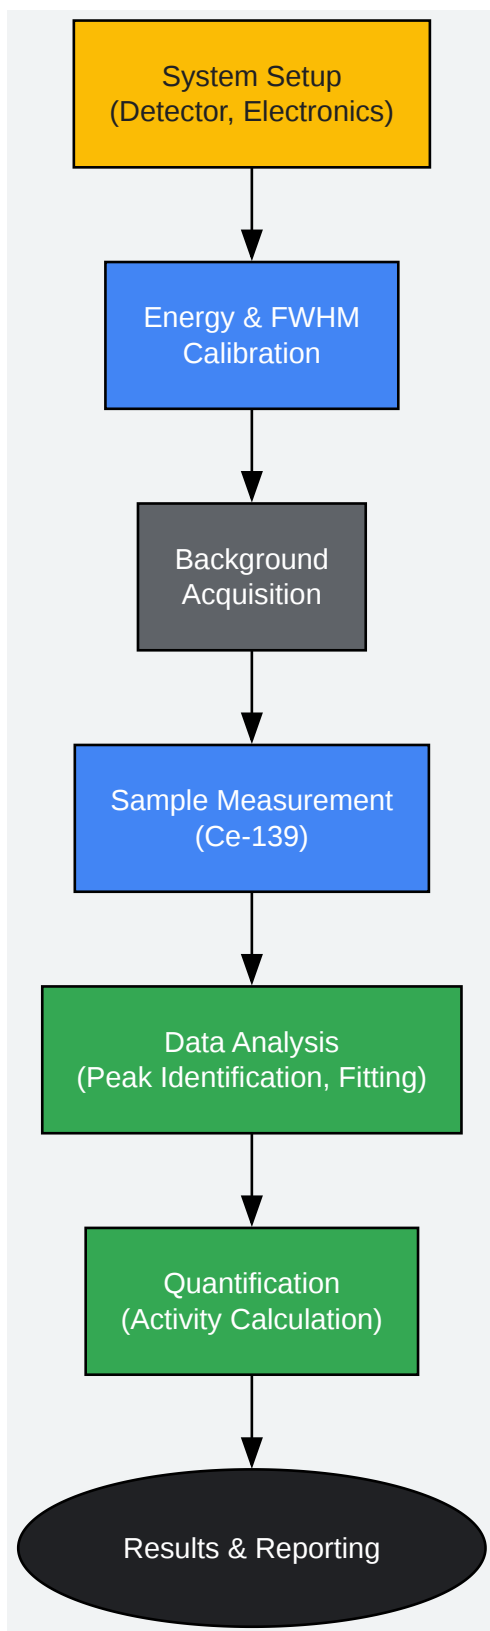 System Setup
(Detector, Electronics)
Energy & FWHM
Calibration
Background
Acquisition
Sample Measurement
(Ce-139)
Data Analysis
(Peak Identification, Fitting)
Quantification
(Activity Calculation)
Results & Reporting